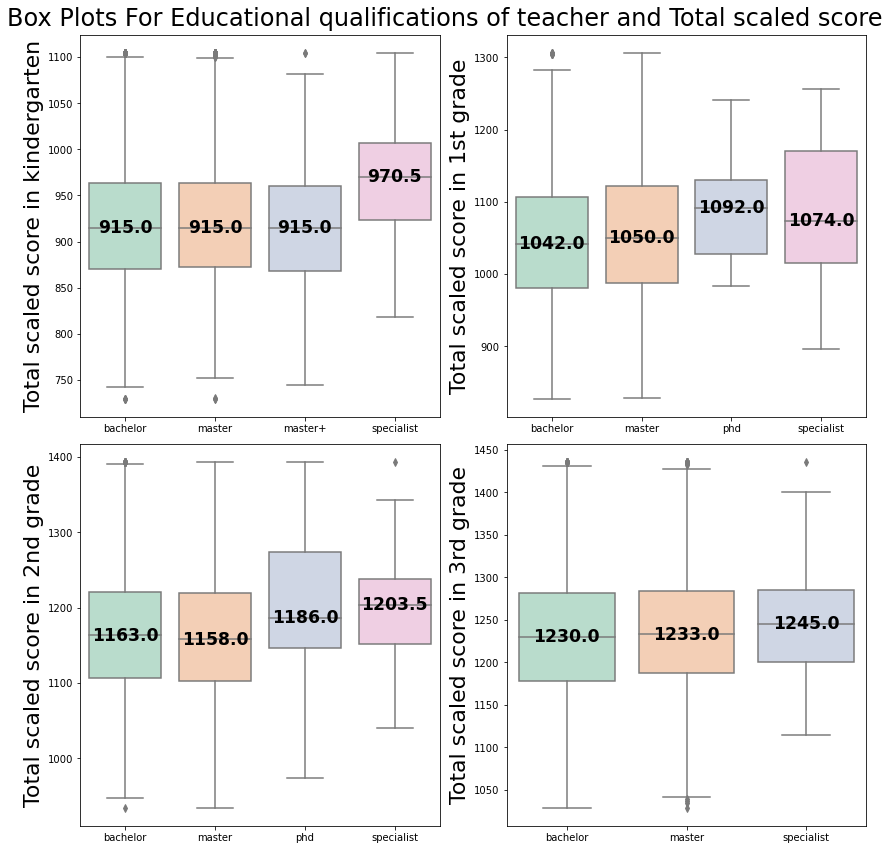 Box Plots For Educational qualifications of teacher and Total scaled score
Total scaled score in kindergarten
1100
1050
1000
950
900
850
800
750
915.0
915.0
915.0
970.5
bachelor
master
master+
specialist
Total scaled score in 1st grade
1300
1200
1100
1000
900
1042.0
1050.0
1092.0
1074.0
bachelor
master
phd
specialist
Total scaled score in 2nd grade
1400
1300
1200
1100
1000
1163.0
1158.0
1186.0
1203.5
bachelor
master
phd
specialist
Total scaled score in 3rd grade
1450
1400
1350
1300
1250
1200
1150
1100
1050
1230.0
1233.0
1245.0
bachelor
master
specialist